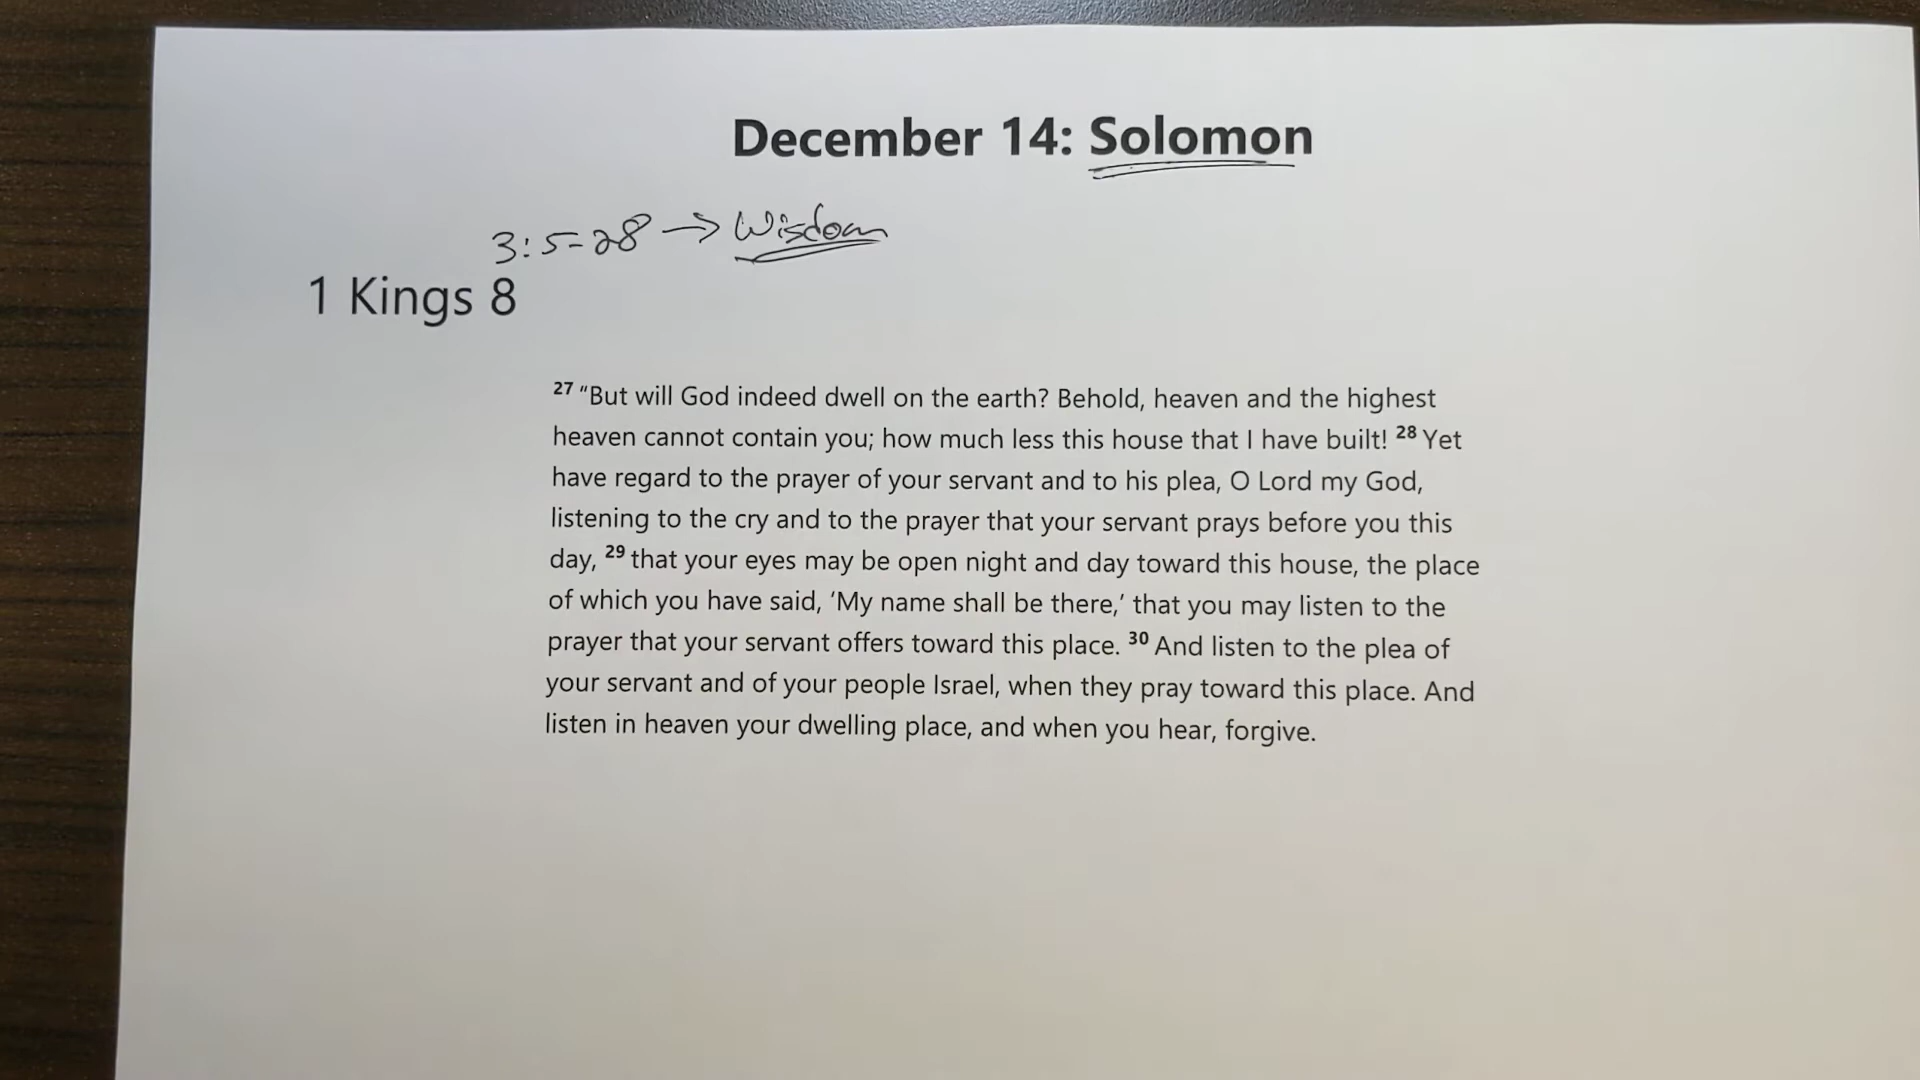 December 14: Solomon
3:5-28 → Wisdom
1 Kings 8
27 “But will God indeed dwell on the earth? Behold, heaven and the highest
heaven cannot contain you; how much less this house that I have built! 28 Yet
have regard to the prayer of your servant and to his plea, O Lord my God,
listening to the cry and to the prayer that your servant prays before you this
day, 29 that your eyes may be open night and day toward this house, the place
of which you have said, ‘My name shall be there,’ that you may listen to the
prayer that your servant offers toward this place. 30 And listen to the plea of
your servant and of your people Israel, when they pray toward this place. And
listen in heaven your dwelling place, and when you hear, forgive.